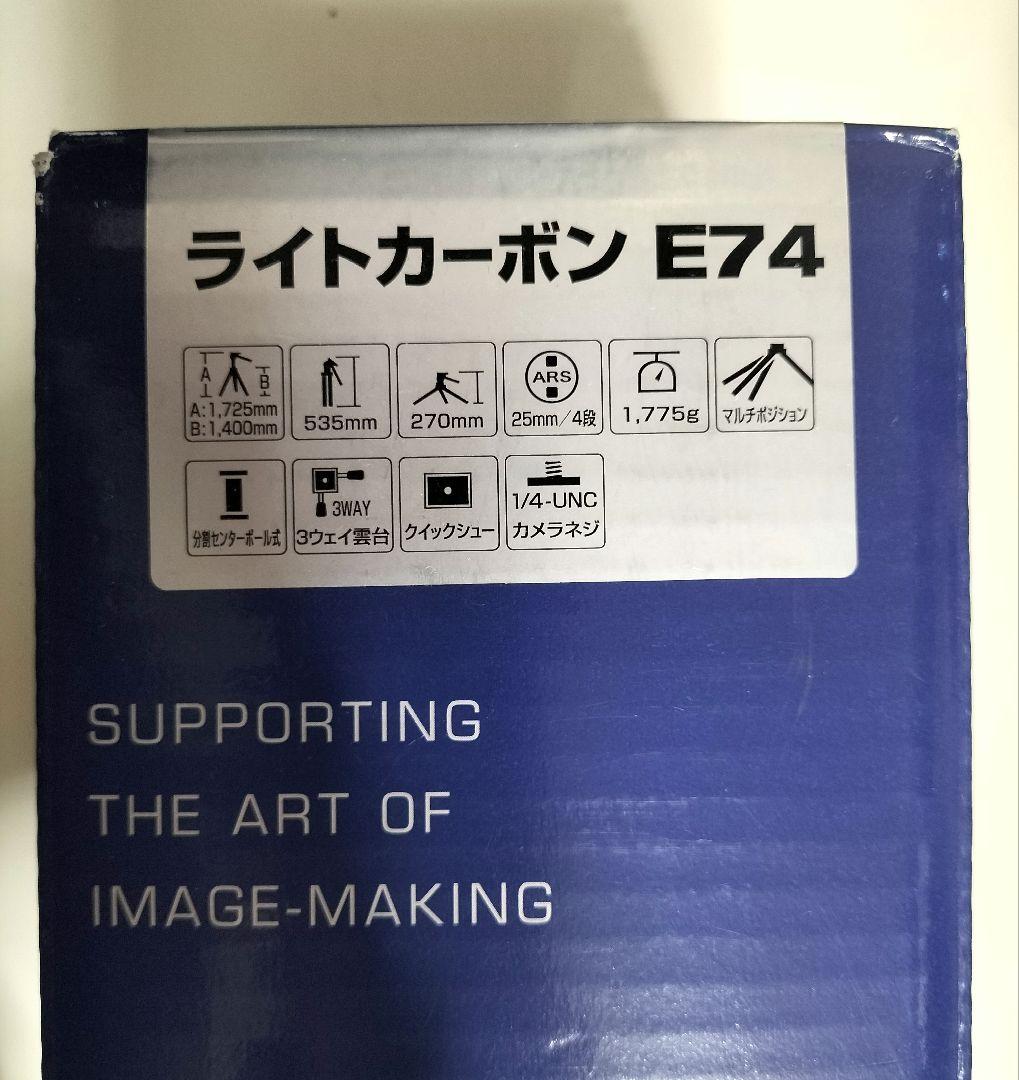 ライトカーボン E74
A
B
A:1,725mm
B:1,400mm
535mm
270mm
ARS
25mm/4段
1,775g
マルチポジション
分割センターポール式
3WAY
3ウェイ雲台
クイックシュー
1/4-UNC
カメラネジ
SUPPORTING
THE ART OF
IMAGE-MAKING